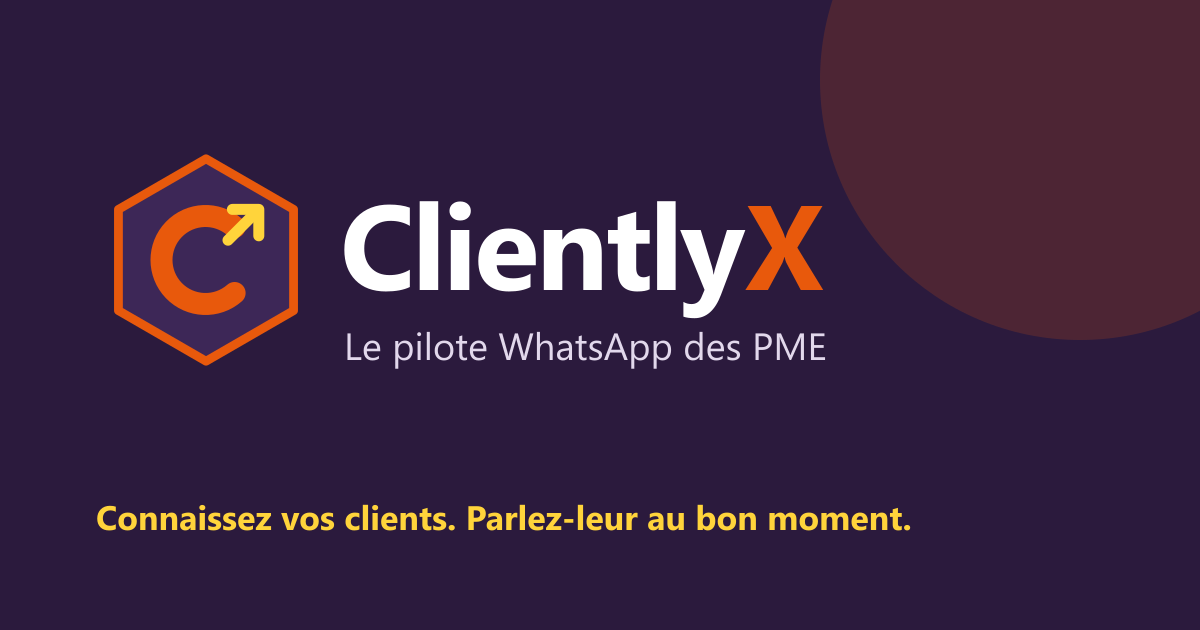 ClientlyX
Le pilote WhatsApp des PME
Connaissez vos clients. Parlez-leur au bon moment.